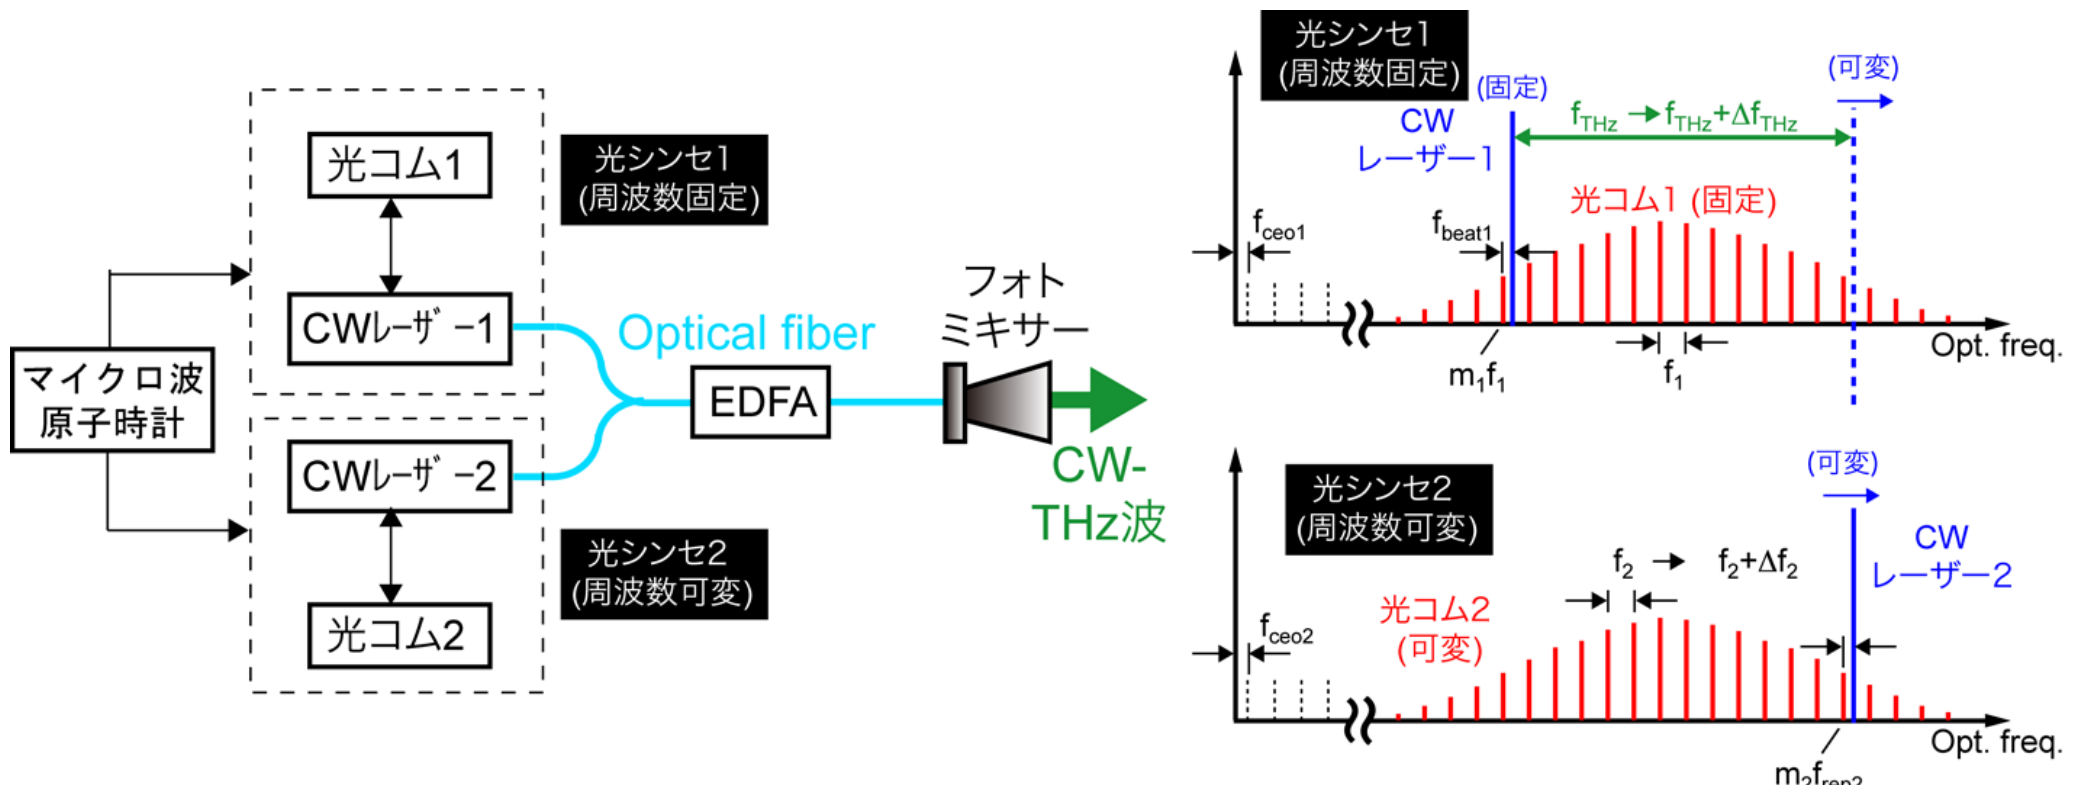 光コム1
CWレーザー1
光シンセ1
(周波数固定)
マイクロ波
原子時計
Optical fiber
EDFA
フォト
ミキサー
CW-
THz波
CWレーザー2
光コム2
光シンセ2
(周波数可変)
光シンセ1
(周波数固定)
(固定)
CW
レーザー1
(可変)
fTHz → fTHz+ΔfTHz
光コム1 (固定)
fceo1
fbeat1
m1f1
f1
Opt. freq.
光シンセ2
(周波数可変)
(可変)
CW
レーザー2
f2 → f2+Δf2
光コム2
(可変)
fceo2
Opt. freq.
m2frep2